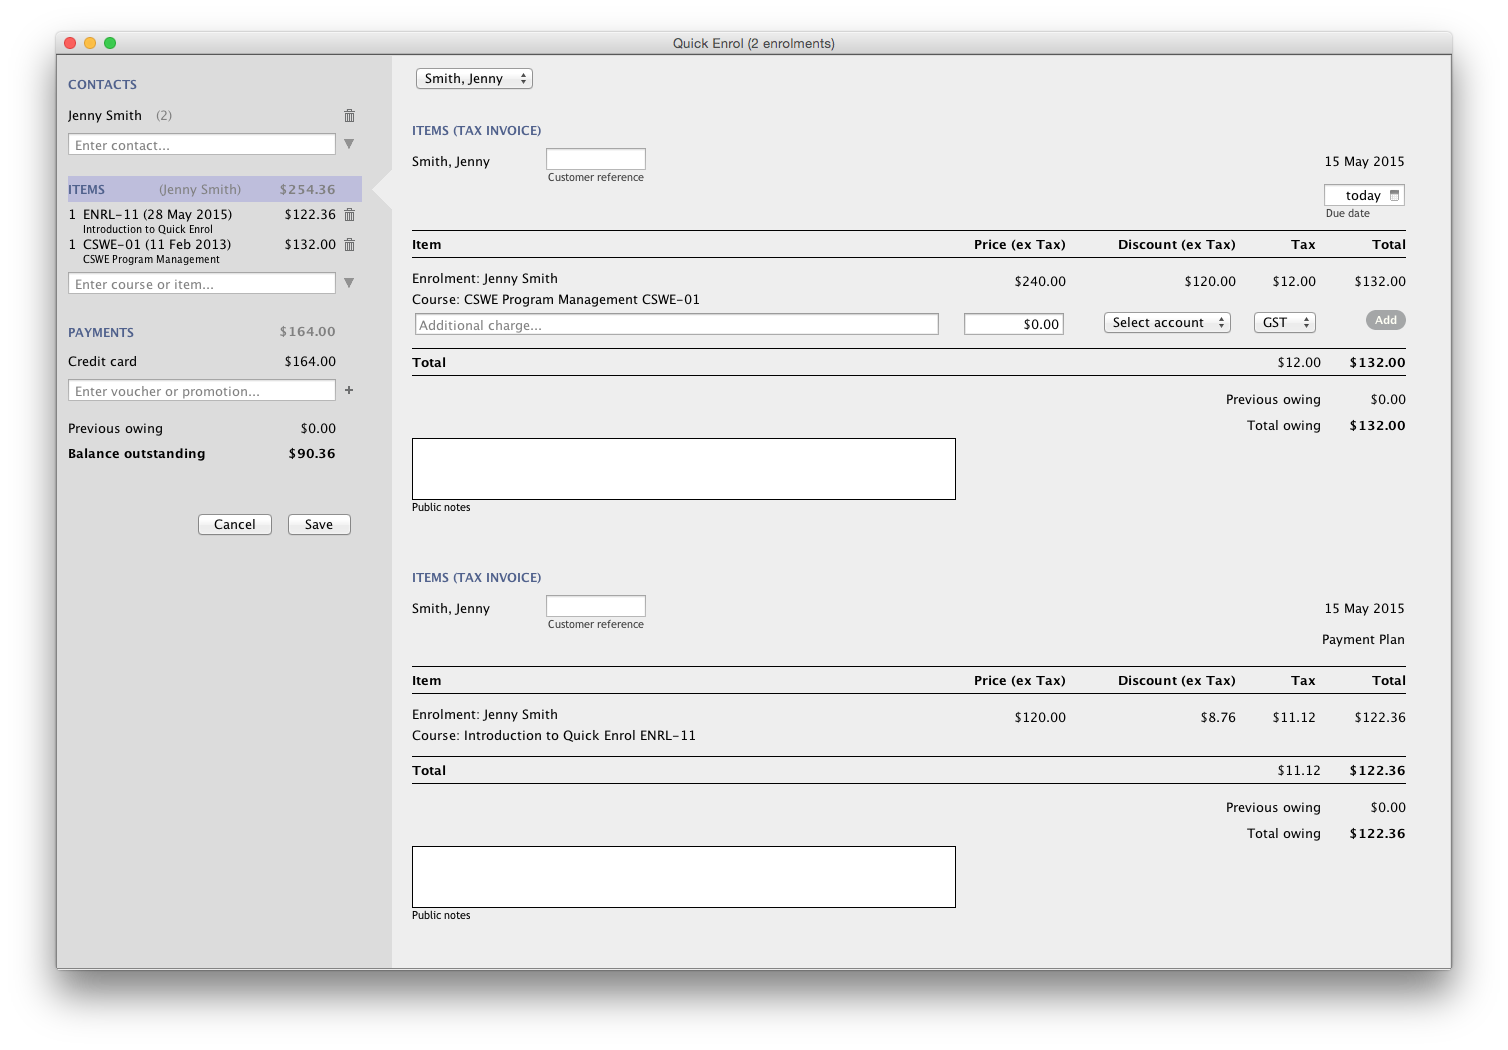 Quick Enrol (2 enrolments)
CONTACTS
Jenny Smith (2)
Enter contact...
ITEMS (Jenny Smith) $254.36
1 ENRL-11 (28 May 2015) $122.36
Introduction to Quick Enrol
1 CSWE-01 (11 Feb 2013) $132.00
CSWE Program Management
Enter course or item...
PAYMENTS $164.00
Credit card $164.00
Enter voucher or promotion... +
Previous owing $0.00
Balance outstanding $90.36
Cancel Save
Smith, Jenny
ITEMS (TAX INVOICE)
Smith, Jenny 15 May 2015
Customer reference
today
Due date
Item Price (ex Tax) Discount (ex Tax) Tax Total
Enrolment: Jenny Smith $240.00 $120.00 $12.00 $132.00
Course: CSWE Program Management CSWE-01
Additional charge... $0.00 Select account GST Add
Total $12.00 $132.00
Previous owing $0.00
Total owing $132.00
Public notes
ITEMS (TAX INVOICE)
Smith, Jenny 15 May 2015
Customer reference
Payment Plan
Item Price (ex Tax) Discount (ex Tax) Tax Total
Enrolment: Jenny Smith $120.00 $8.76 $11.12 $122.36
Course: Introduction to Quick Enrol ENRL-11
Total $11.12 $122.36
Previous owing $0.00
Total owing $122.36
Public notes